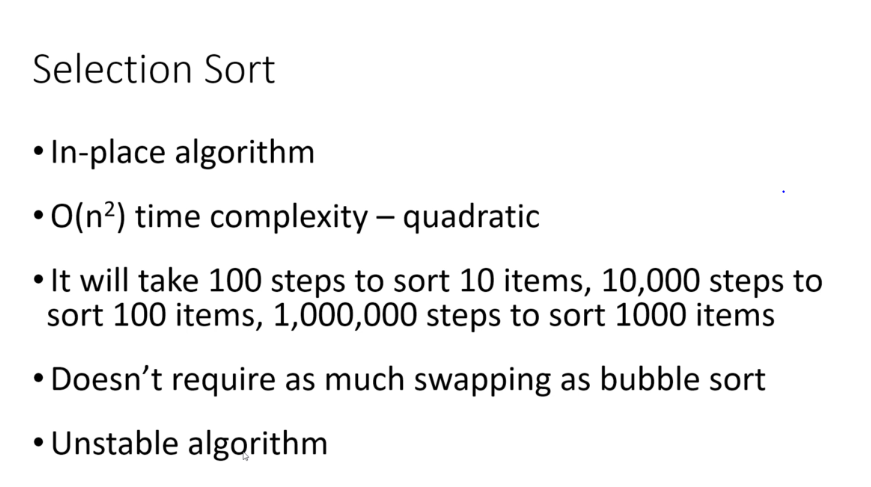 Selection Sort
• In-place algorithm
• O(n²) time complexity – quadratic
• It will take 100 steps to sort 10 items, 10,000 steps to
sort 100 items, 1,000,000 steps to sort 1000 items
• Doesn’t require as much swapping as bubble sort
• Unstable algorithm